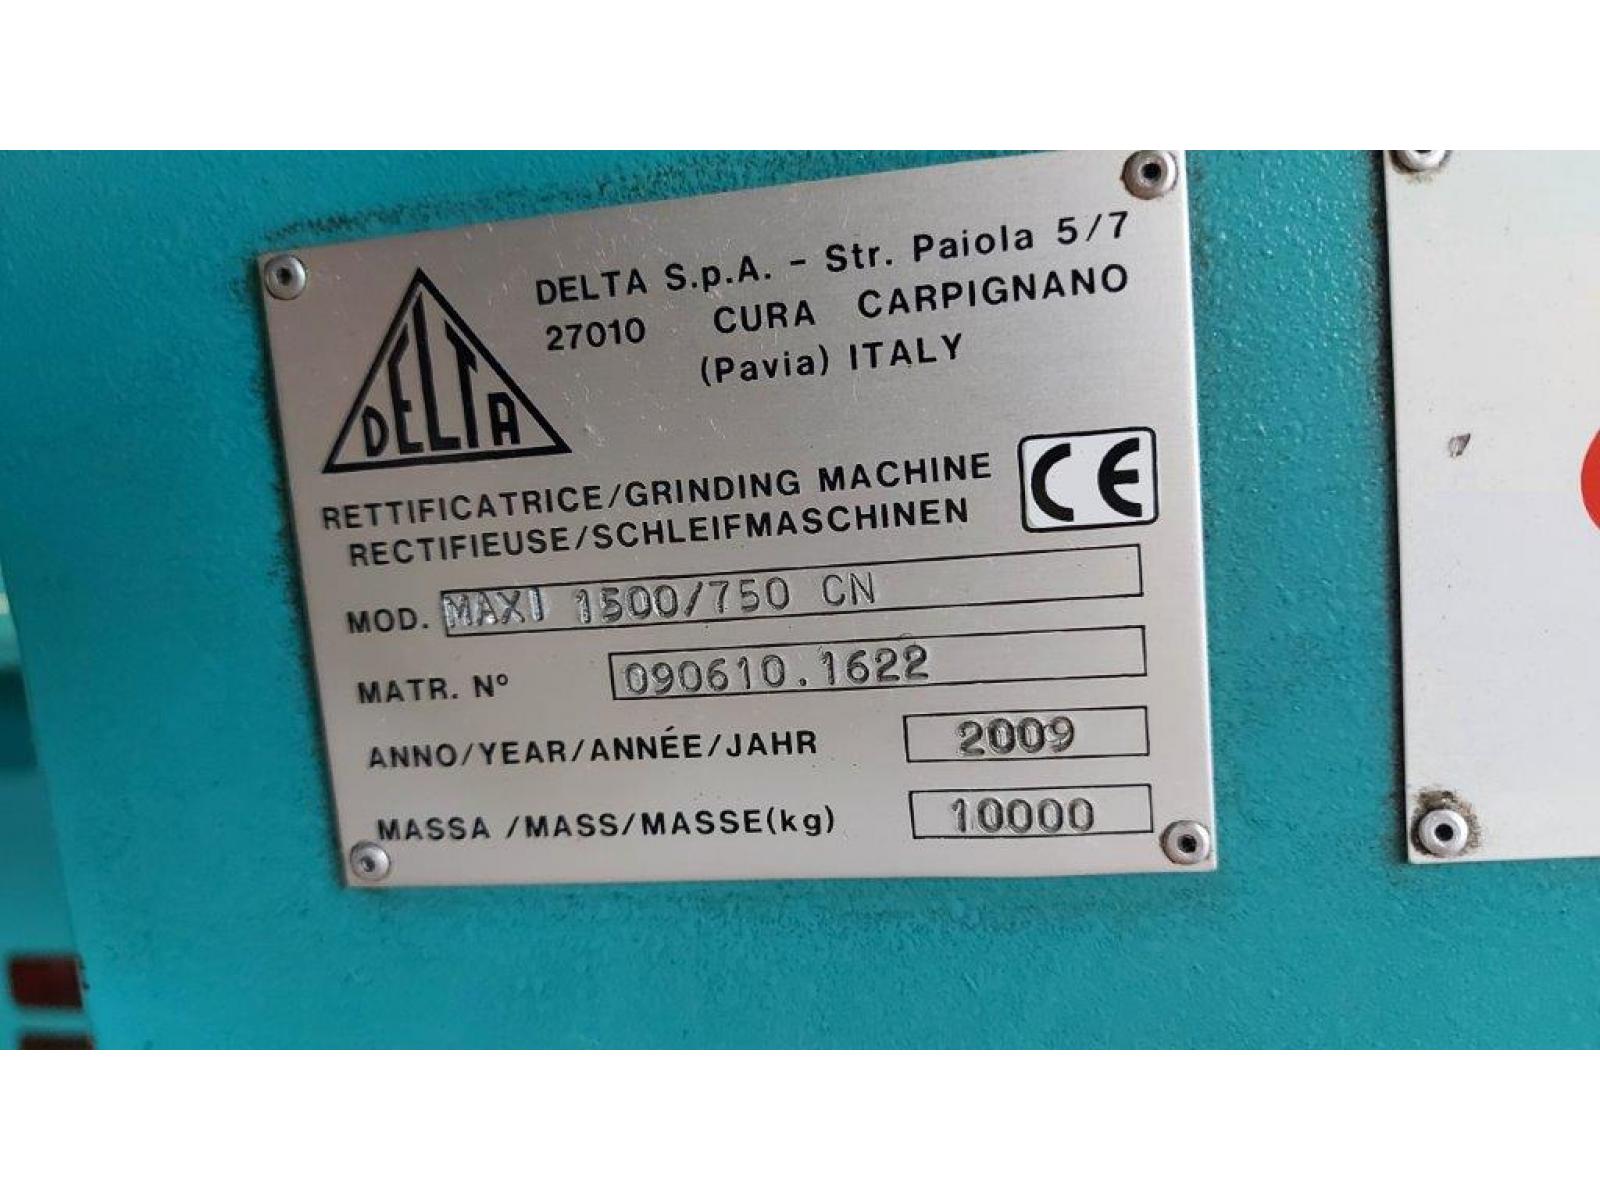 DELTA
DELTA S.p.A. - Str. Paiola 5/7
27010 CURA CARPIGNANO
(Pavia) ITALY
RETTIFICATRICE/GRINDING MACHINE
RECTIFIEUSE/SCHLEIFMASCHINEN
CE
MOD. MAXI 1500/750 CN
MATR. N° 090610.1622
ANNO/YEAR/ANNÉE/JAHR 2009
MASSA /MASS/MASSE(kg) 10000